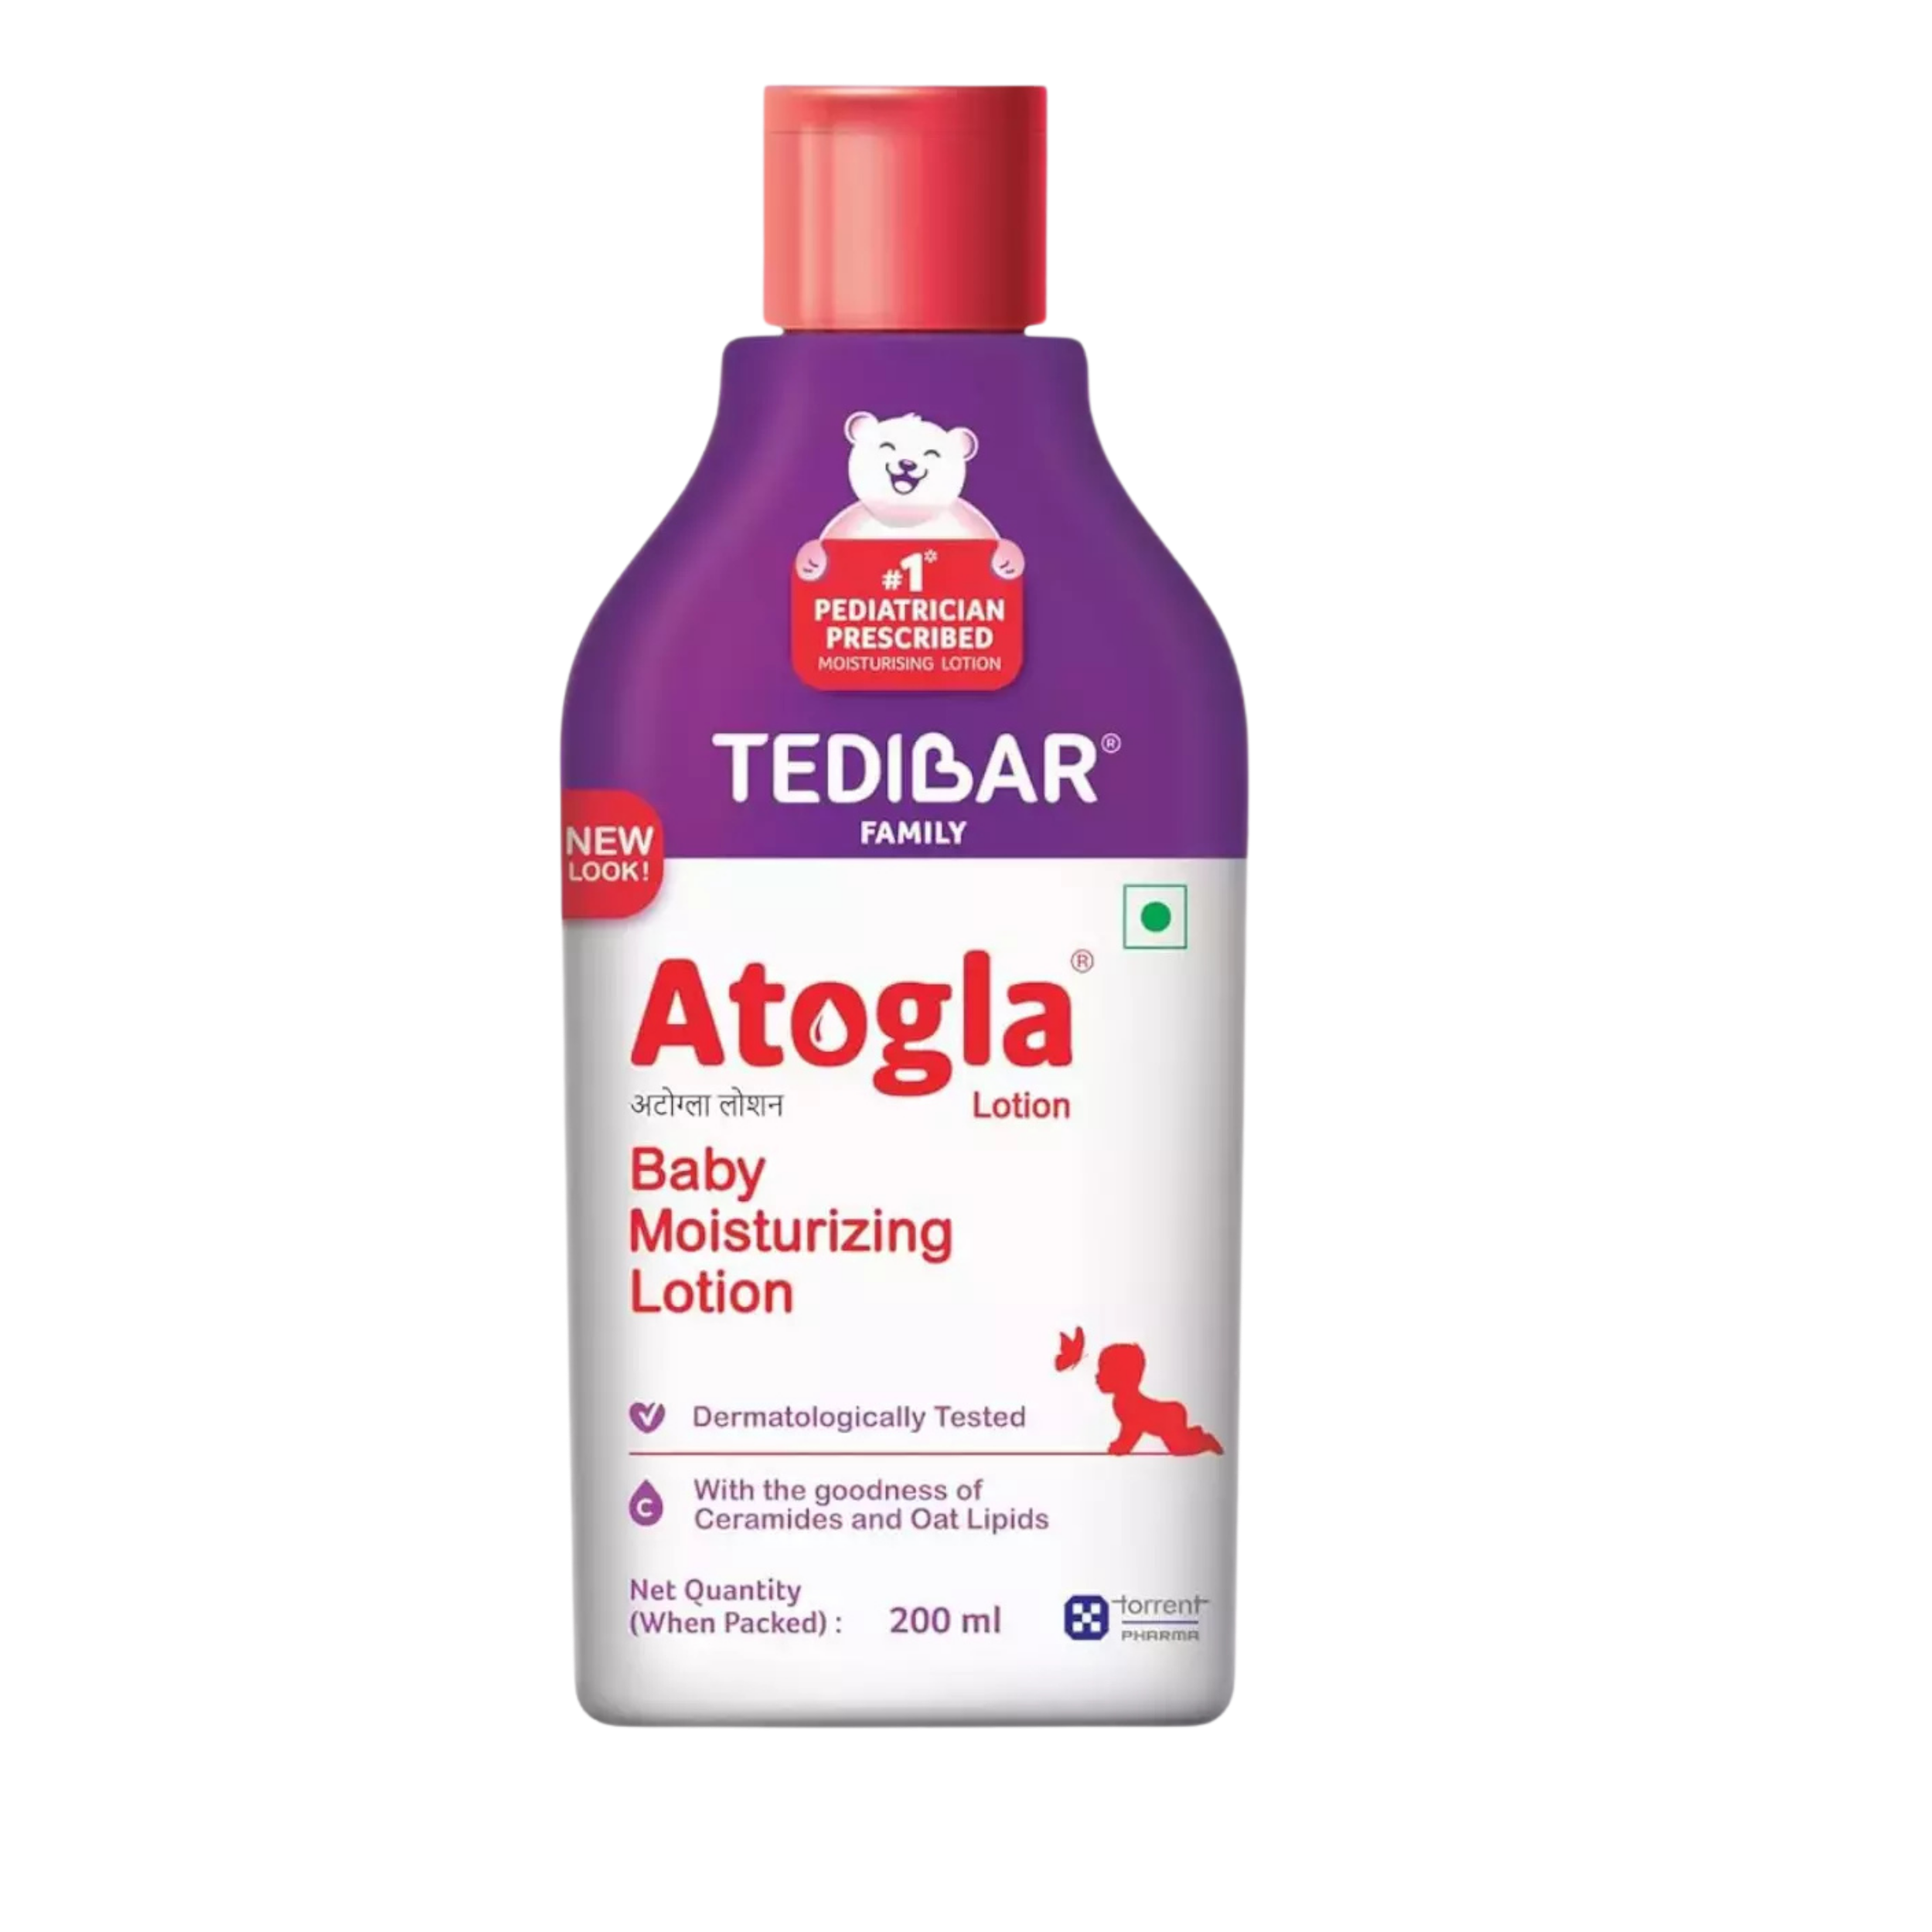 #1*
PEDIATRICIAN
PRESCRIBED
MOISTURISING LOTION
TEDIBAR®
FAMILY
NEW
LOOK!
Atogla®
अटोग्ला लोशन
Lotion
Baby
Moisturizing
Lotion
Dermatologically Tested
C
With the goodness of
Ceramides and Oat Lipids
Net Quantity
(When Packed) : 200 ml
torrent
PHARMA